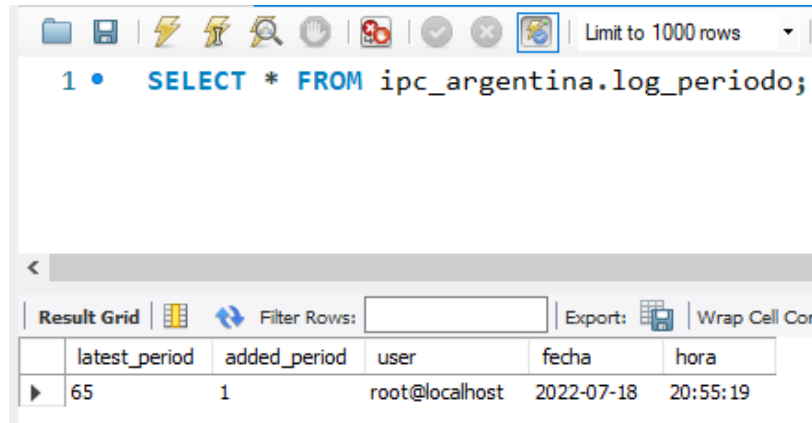 Limit to 1000 rows
1 SELECT * FROM ipc_argentina.log_periodo;
Result Grid Filter Rows: Export: Wrap Cell Con
latest_period added_period user fecha hora
65 1 root@localhost 2022-07-18 20:55:19